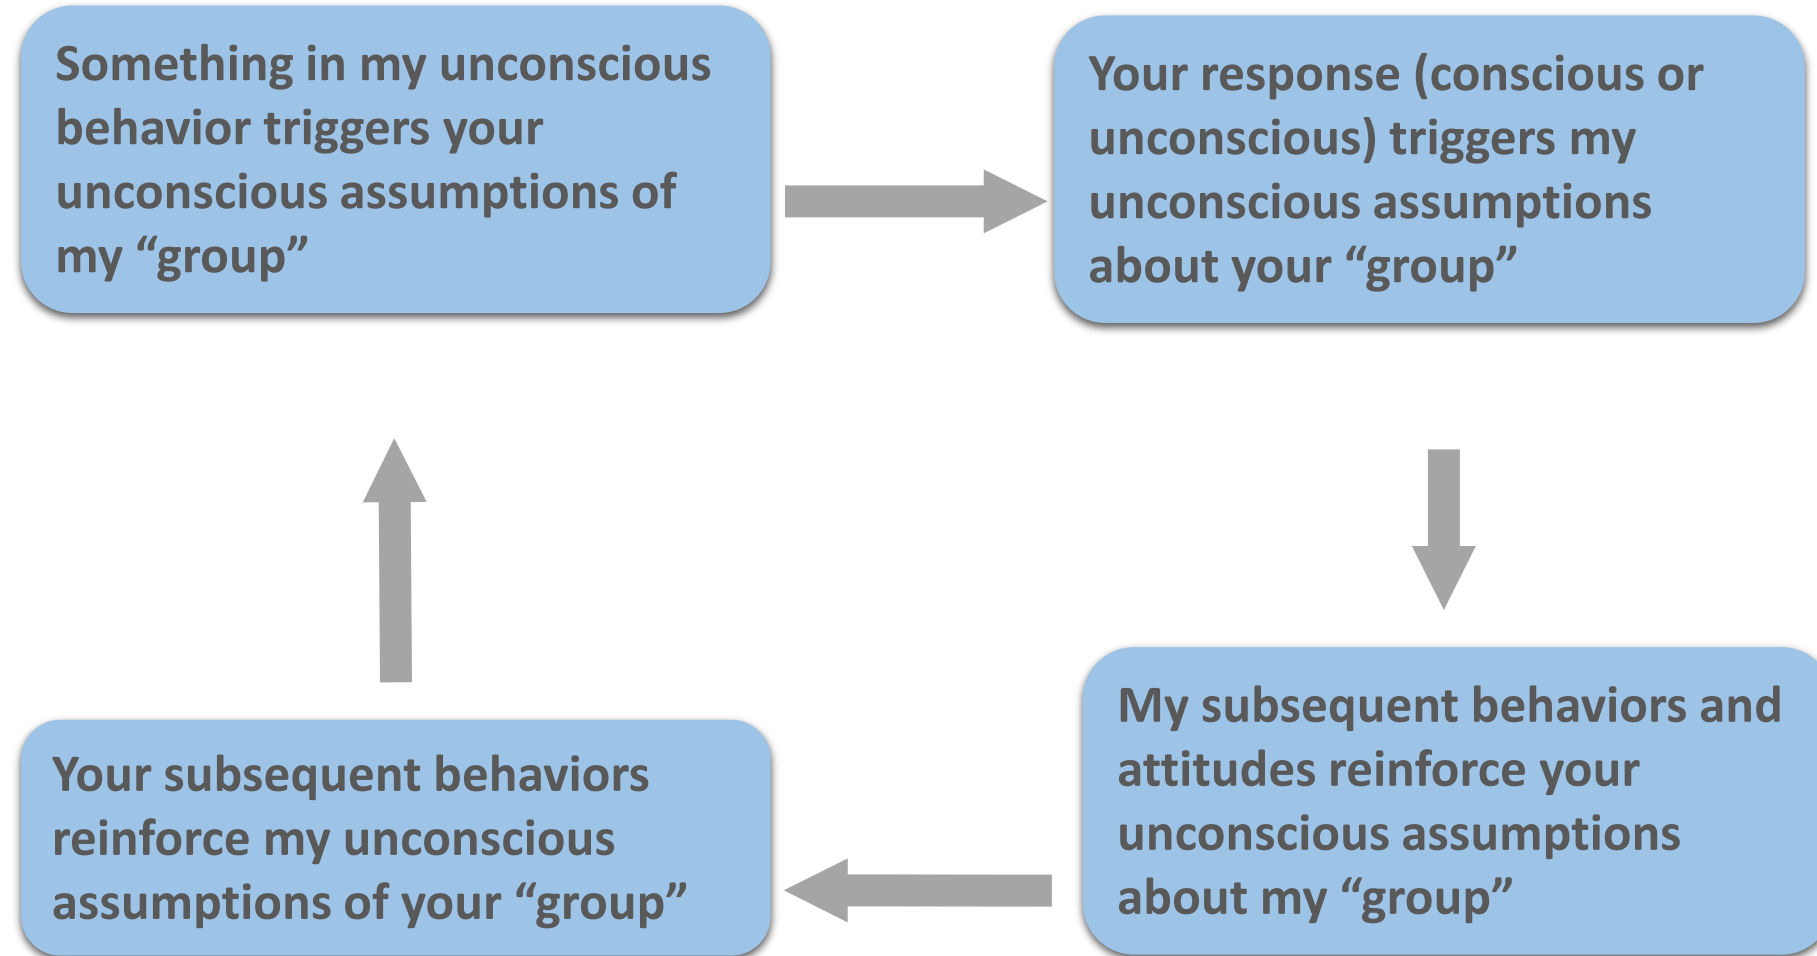 Something in my unconscious
behavior triggers your
unconscious assumptions of
my “group”
Your response (conscious or
unconscious) triggers my
unconscious assumptions
about your “group”
My subsequent behaviors and
attitudes reinforce your
unconscious assumptions
about my “group”
Your subsequent behaviors
reinforce my unconscious
assumptions of your “group”